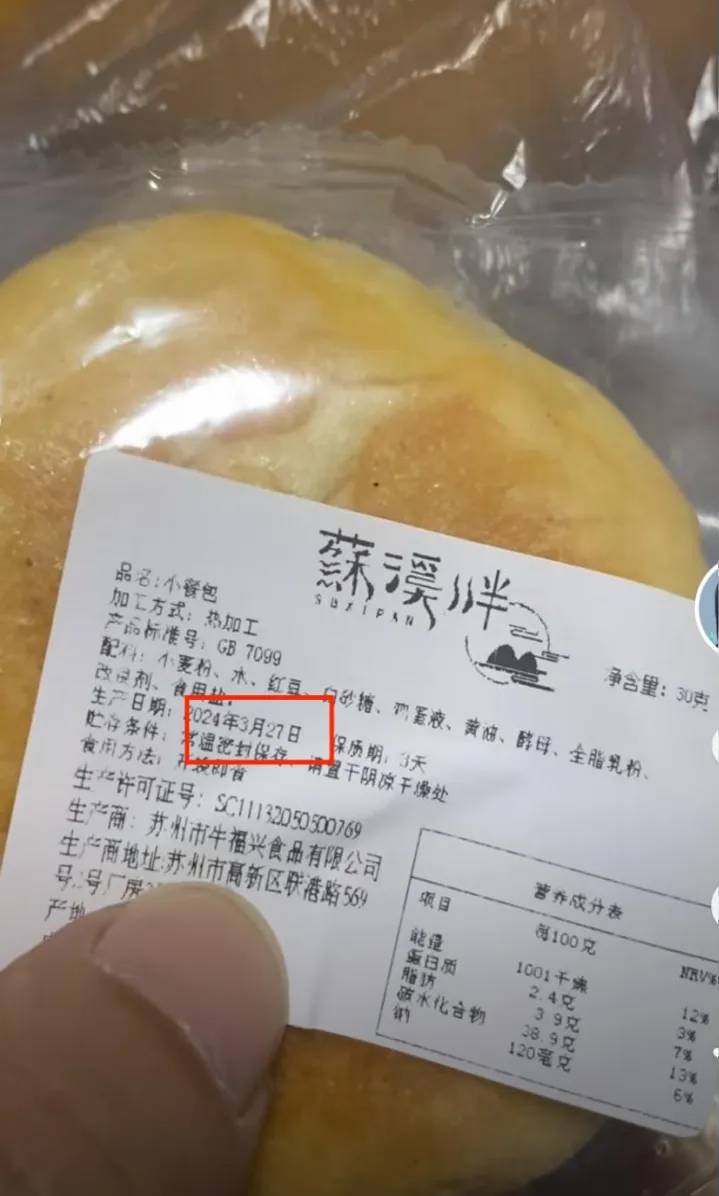 蘇溪畔
SUXIPAN
净含量：30克
品名：小餐包
加工方式：热加工
产品标准号：GB 7099
配料：小麦粉、水、红豆、白砂糖、鸡蛋液、黄油、酵母、全脂乳粉、
改良剂、食用盐。
生产日期：2024年3月27日 保质期：3天
贮存条件：常温密封保存，请置于阴凉干燥处
食用方法：开袋即食
生产许可证号：SC11132050500769
生产商：苏州市牛福兴食品有限公司
生产商地址：苏州市高新区联港路569
号 号厂房
产地
营养成分表
项目 每100克 NRV%
能量 1001千焦 12%
蛋白质 2.4克 3%
脂肪 3.9克 7%
碳水化合物 38.9克 13%
钠 120毫克 6%